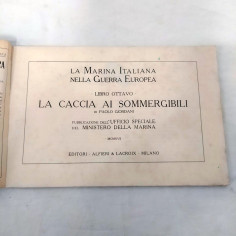 LA MARINA ITALIANA
NELLA GUERRA EUROPEA
LIBRO OTTAVO
LA CACCIA AI SOMMERGIBILI
DI PAOLO GIORDANI
PUBBLICAZIONE DELL'UFFICIO SPECIALE
DEL MINISTERO DELLA MARINA
EDITORI - ALFIERI & LACROIX - MILANO